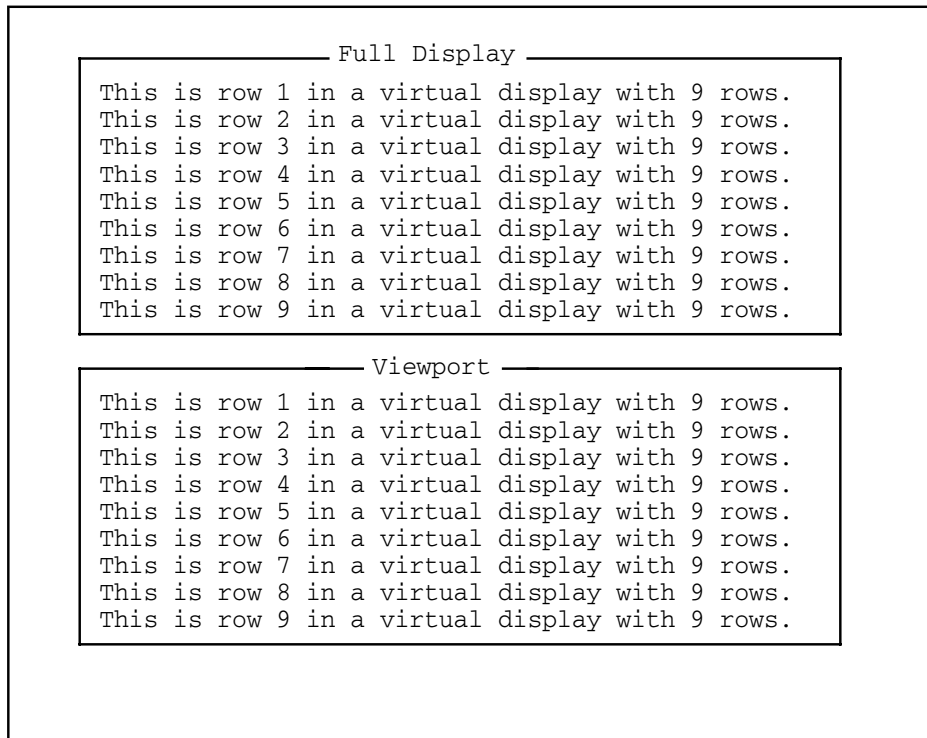 Full Display
This is row 1 in a virtual display with 9 rows.
This is row 2 in a virtual display with 9 rows.
This is row 3 in a virtual display with 9 rows.
This is row 4 in a virtual display with 9 rows.
This is row 5 in a virtual display with 9 rows.
This is row 6 in a virtual display with 9 rows.
This is row 7 in a virtual display with 9 rows.
This is row 8 in a virtual display with 9 rows.
This is row 9 in a virtual display with 9 rows.
Viewport
This is row 1 in a virtual display with 9 rows.
This is row 2 in a virtual display with 9 rows.
This is row 3 in a virtual display with 9 rows.
This is row 4 in a virtual display with 9 rows.
This is row 5 in a virtual display with 9 rows.
This is row 6 in a virtual display with 9 rows.
This is row 7 in a virtual display with 9 rows.
This is row 8 in a virtual display with 9 rows.
This is row 9 in a virtual display with 9 rows.